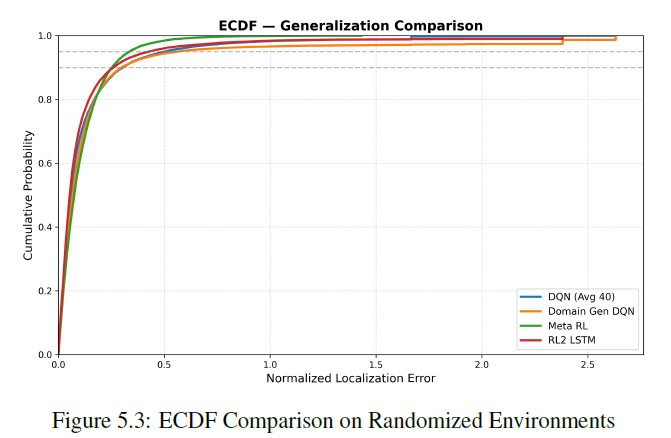 ECDF — Generalization Comparison
1.0
0.8
0.6
0.4
0.2
0.0
Cumulative Probability
0.0 0.5 1.0 1.5 2.0 2.5
Normalized Localization Error
DQN (Avg 40)
Domain Gen DQN
Meta RL
RL2 LSTM
Figure 5.3: ECDF Comparison on Randomized Environments